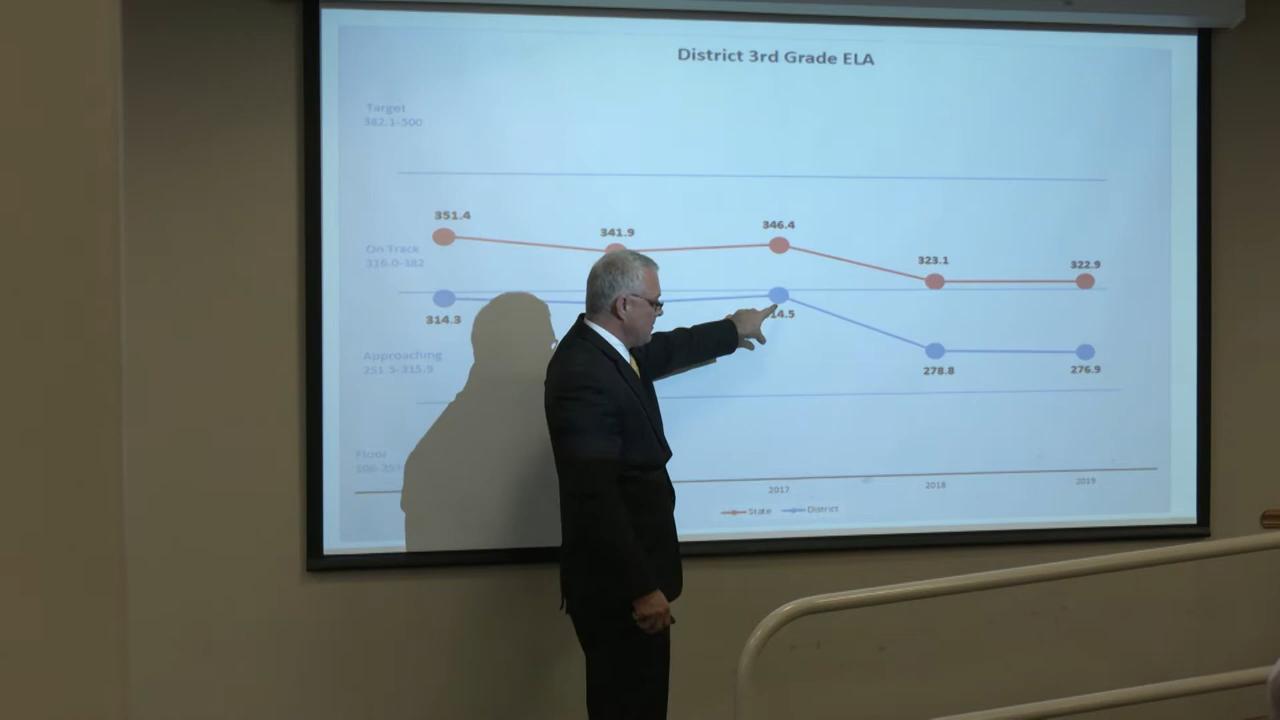 District 3rd Grade ELA
Target
382.1-500
351.4
341.9
346.4
323.1
322.9
On Track
316.0-382
314.3
14.5
278.8
276.9
Approaching
251.5-315.9
Floor
2017
2018
2019
State
District